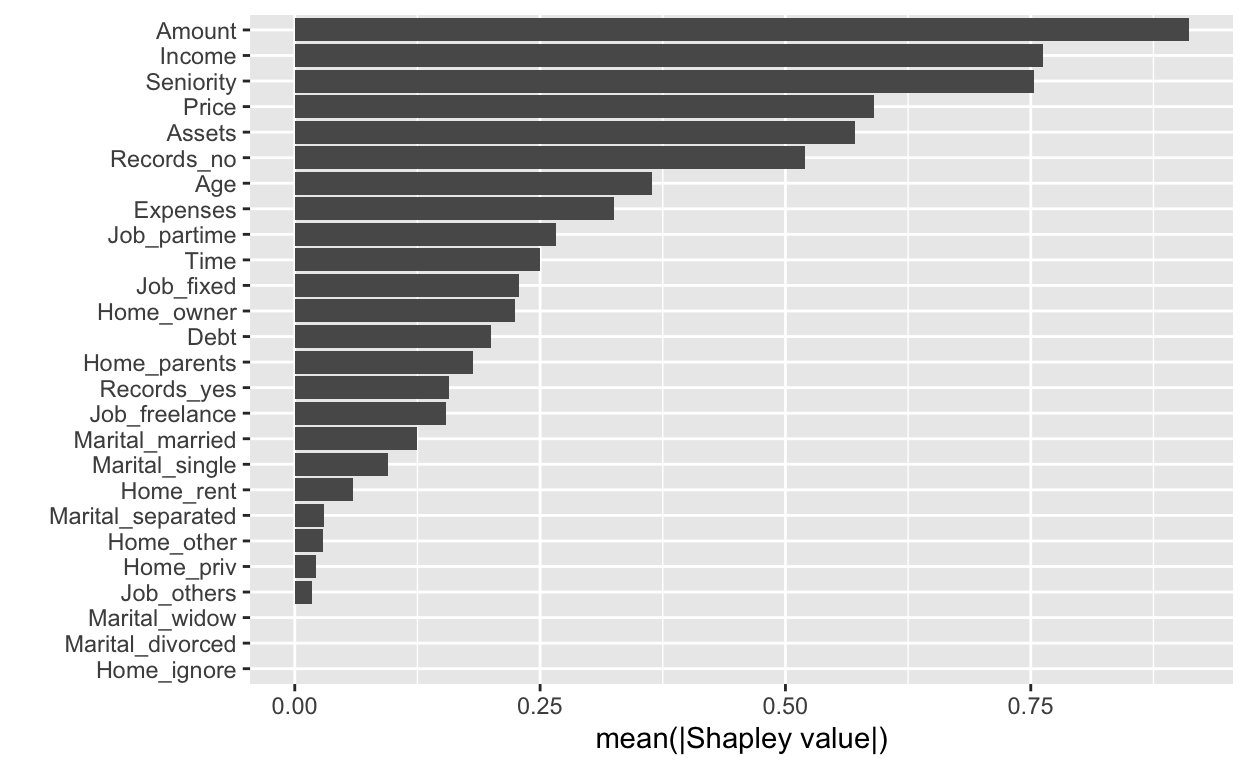 Amount
Income
Seniority
Price
Assets
Records_no
Age
Expenses
Job_partime
Time
Job_fixed
Home_owner
Debt
Home_parents
Records_yes
Job_freelance
Marital_married
Marital_single
Home_rent
Marital_separated
Home_other
Home_priv
Job_others
Marital_widow
Marital_divorced
Home_ignore
0.00 0.25 0.50 0.75
mean(|Shapley value|)